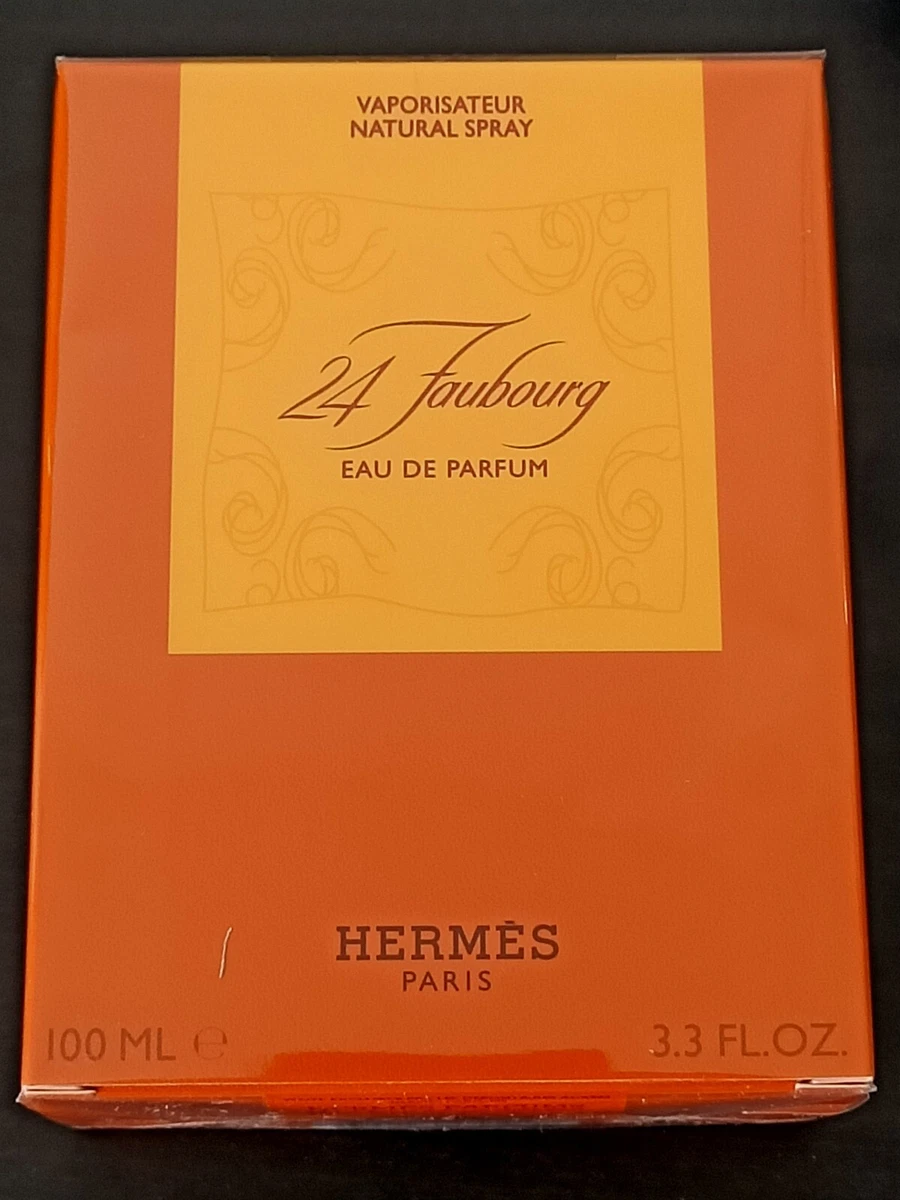 VAPORISATEUR
NATURAL SPRAY
24 Faubourg
EAU DE PARFUM
HERMÈS
PARIS
100 ML ℮
3.3 FL.OZ.